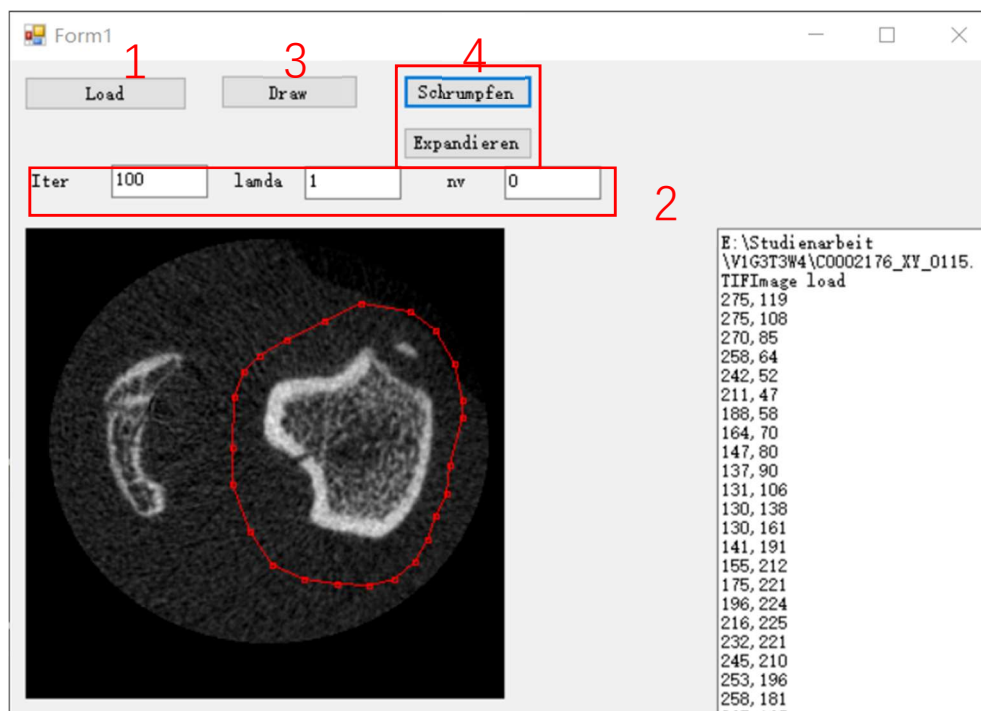 Form1
1
3
4
Load
Draw
Schrumpfen
Expandieren
Iter
100
lamda
1
nv
0
2
E:\Studienarbeit
\V1G3T3W4\C0002176_XY_0115.
TIFImage load
275,119
275,108
270,85
258,64
242,52
211,47
188,58
164,70
147,80
137,90
131,106
130,138
130,161
141,191
155,212
175,221
196,224
216,225
232,221
245,210
253,196
258,181